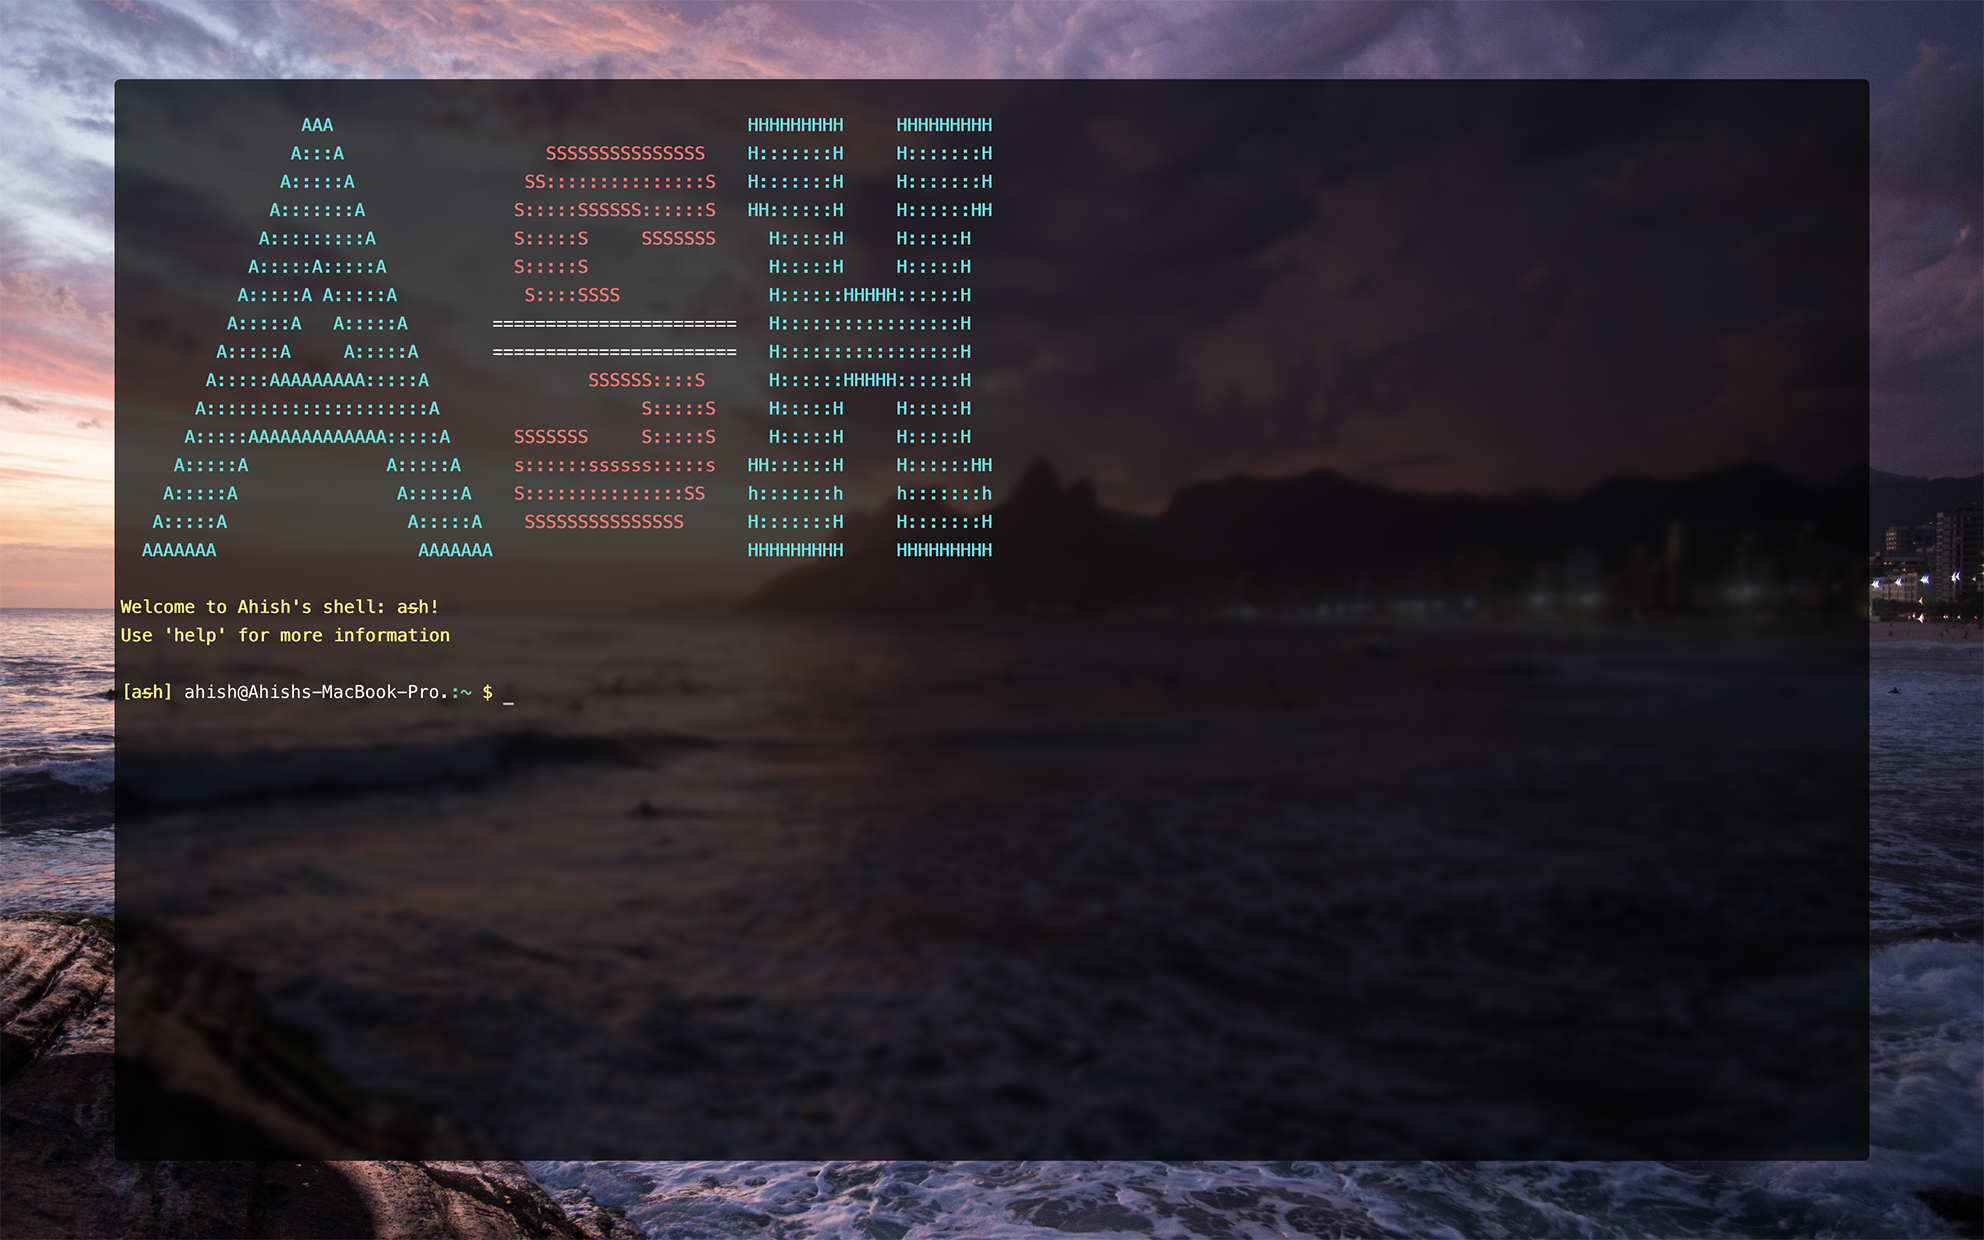 AAA                                       HHHHHHHHH     HHHHHHHHH
                A:::A                   SSSSSSSSSSSSSSS    H:::::::H     H:::::::H
               A:::::A                SS:::::::::::::::S   H:::::::H     H:::::::H
              A:::::::A              S:::::SSSSSS::::::S   HH::::::H     H::::::HH
             A:::::::::A             S:::::S     SSSSSSS     H:::::H     H:::::H
            A:::::A:::::A            S:::::S                 H:::::H     H:::::H
           A:::::A A:::::A            S::::SSSS              H::::::HHHHH::::::H
          A:::::A   A:::::A        =======================   H:::::::::::::::::H
         A:::::A     A:::::A       =======================   H:::::::::::::::::H
        A:::::AAAAAAAAA:::::A               SSSSSS::::S      H::::::HHHHH::::::H
       A:::::::::::::::::::::A                   S:::::S     H:::::H     H:::::H
      A:::::AAAAAAAAAAAAA:::::A      SSSSSSS     S:::::S     H:::::H     H:::::H
     A:::::A             A:::::A     s::::::ssssss:::::s   HH::::::H     H::::::HH
    A:::::A               A:::::A    S:::::::::::::::SS    h:::::::h     h:::::::h
   A:::::A                 A:::::A    SSSSSSSSSSSSSSS      H:::::::H     H:::::::H
  AAAAAAA                   AAAAAAA                        HHHHHHHHH     HHHHHHHHH
Welcome to Ahish's shell: ash!
Use 'help' for more information
[ash] ahish@Ahishs-MacBook-Pro.:~ $ _